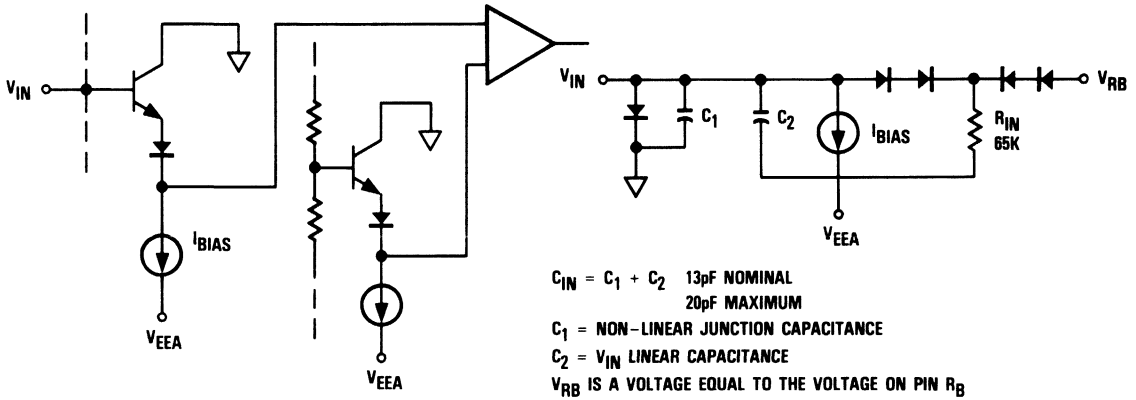 V_IN
I_BIAS
V_EEA
V_EEA
V_IN
C_1
C_2
I_BIAS
R_IN
65K
V_RB
V_EEA
C_IN = C_1 + C_2 13pF NOMINAL
20pF MAXIMUM
C_1 = NON-LINEAR JUNCTION CAPACITANCE
C_2 = V_IN LINEAR CAPACITANCE
V_RB IS A VOLTAGE EQUAL TO THE VOLTAGE ON PIN R_B